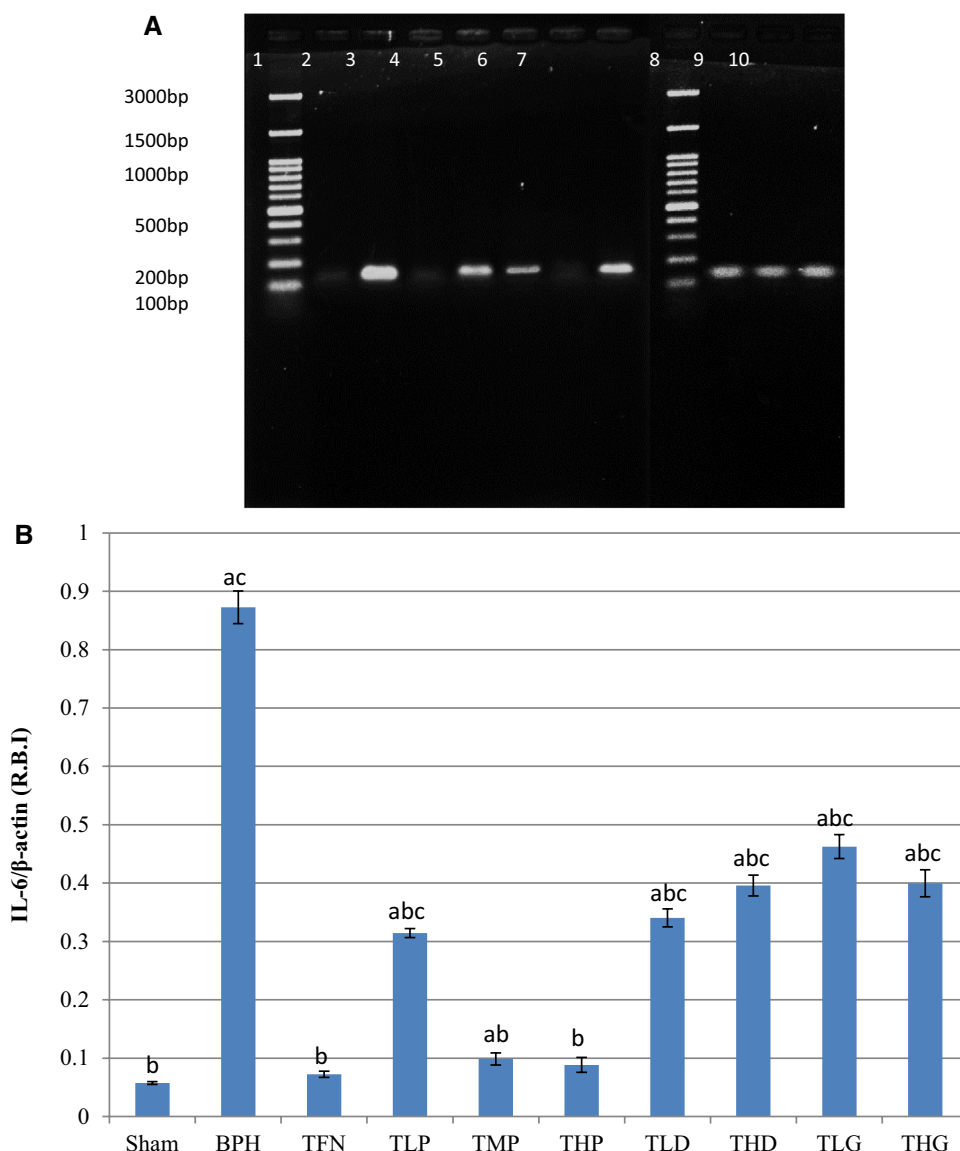 A
1 2 3 4 5 6 7 8 9 10
3000bp
1500bp
1000bp
500bp
200bp
100bp
B
1
0.9
0.8
0.7
0.6
0.5
0.4
0.3
0.2
0.1
0
IL-6/β-actin (R.B.I)
b ac b abc ab b abc abc abc abc
Sham BPH TFN TLP TMP THP TLD THD TLG THG